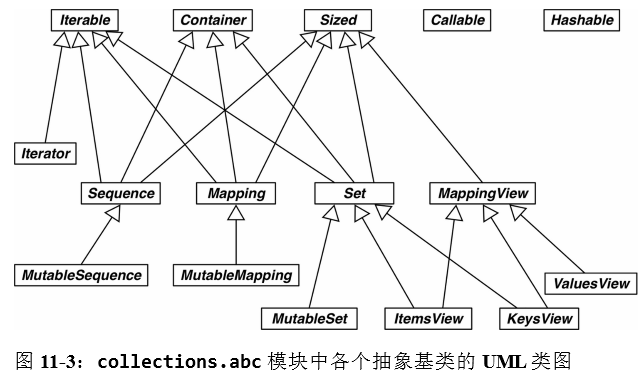 Iterable Container Sized Callable Hashable
Iterator
Sequence Mapping Set MappingView
MutableSequence MutableMapping ValuesView
MutableSet ItemsView KeysView
图 11-3：collections.abc 模块中各个抽象基类的 UML 类图